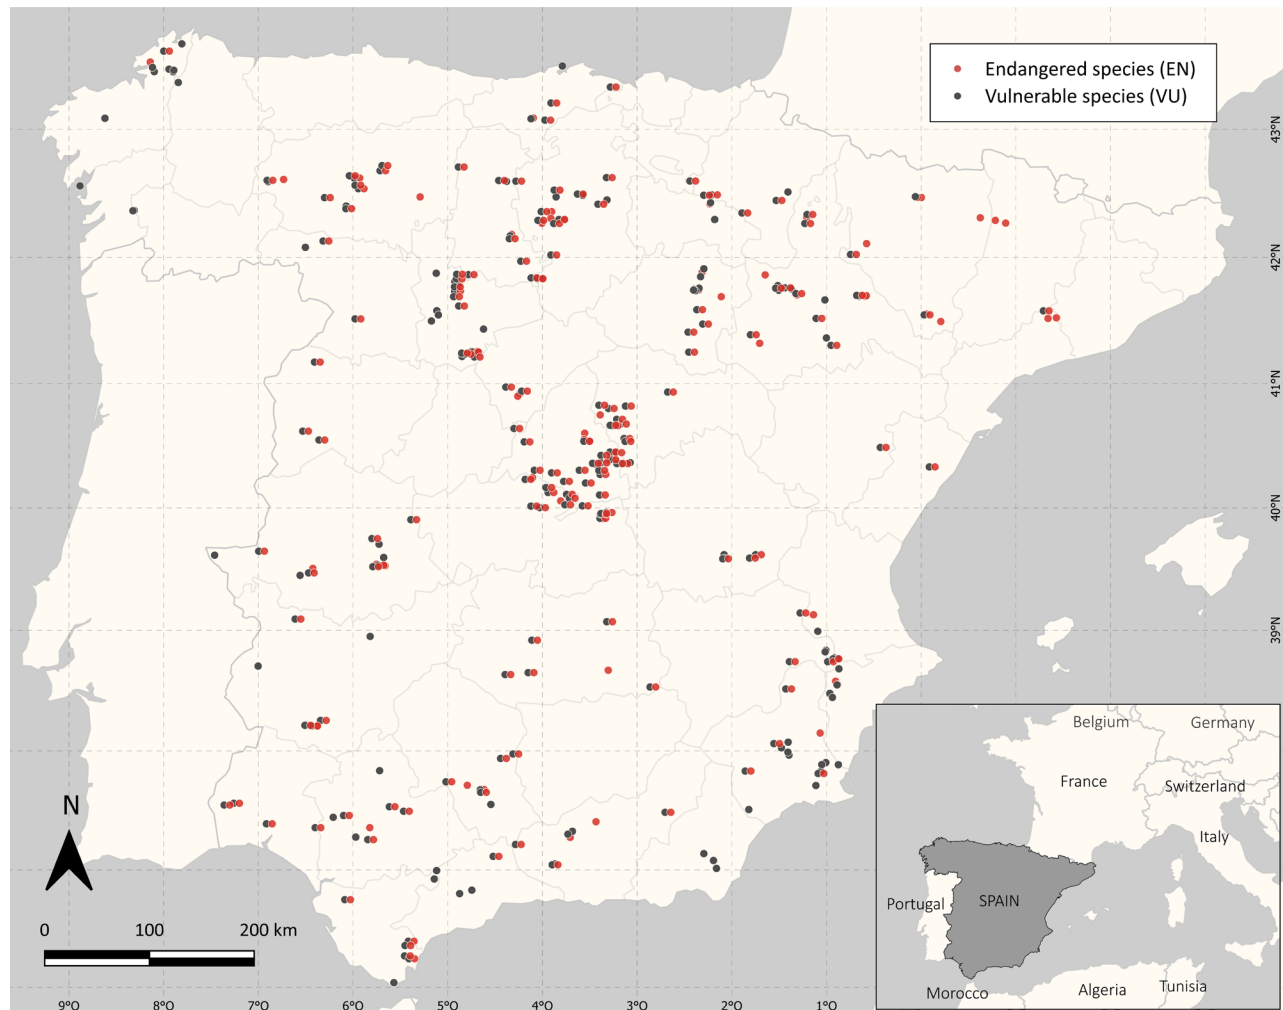 Endangered species (EN)
Vulnerable species (VU)
43°N
42°N
41°N
40°N
39°N
N
0 100 200 km
9°O 8°O 7°O 6°O 5°O 4°O 3°O 2°O 1°O
Belgium Germany
France
Switzerland
Italy
Portugal
SPAIN
Morocco
Algeria
Tunisia